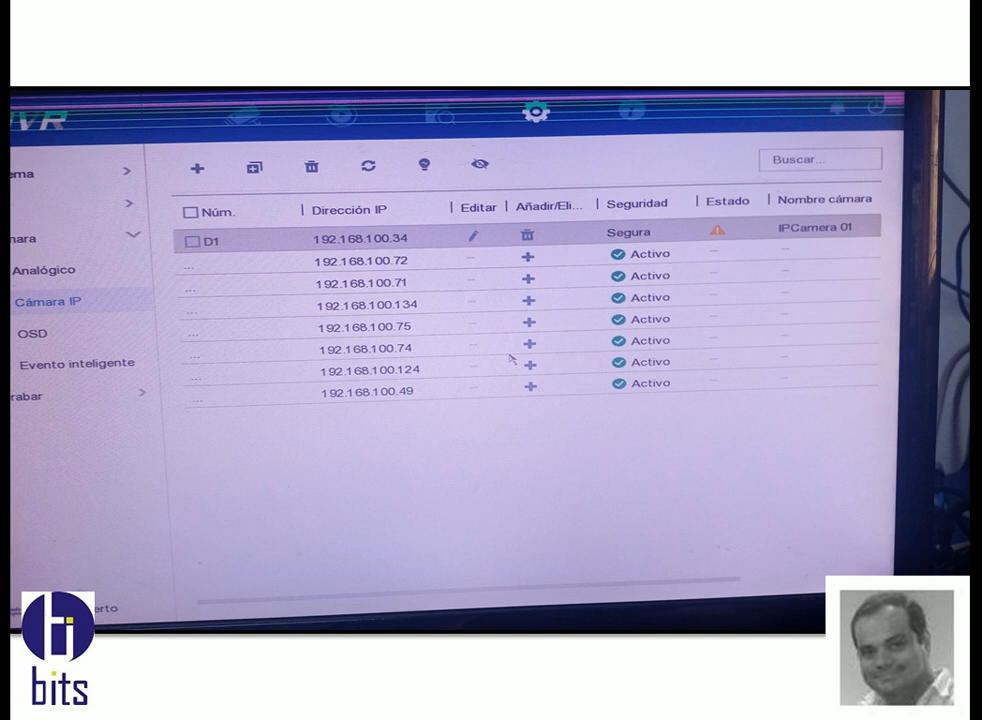 Buscar...
Núm.
Dirección IP
Editar
Añadir/Eli...
Seguridad
Estado
Nombre cámara
D1
192.168.100.34
Segura
IPCamera 01
...
192.168.100.72
Activo
...
192.168.100.71
Activo
...
192.168.100.134
Activo
...
192.168.100.75
Activo
...
192.168.100.74
Activo
...
192.168.100.124
Activo
...
192.168.100.49
Activo
Analógico
Cámara IP
OSD
Evento inteligente
bits